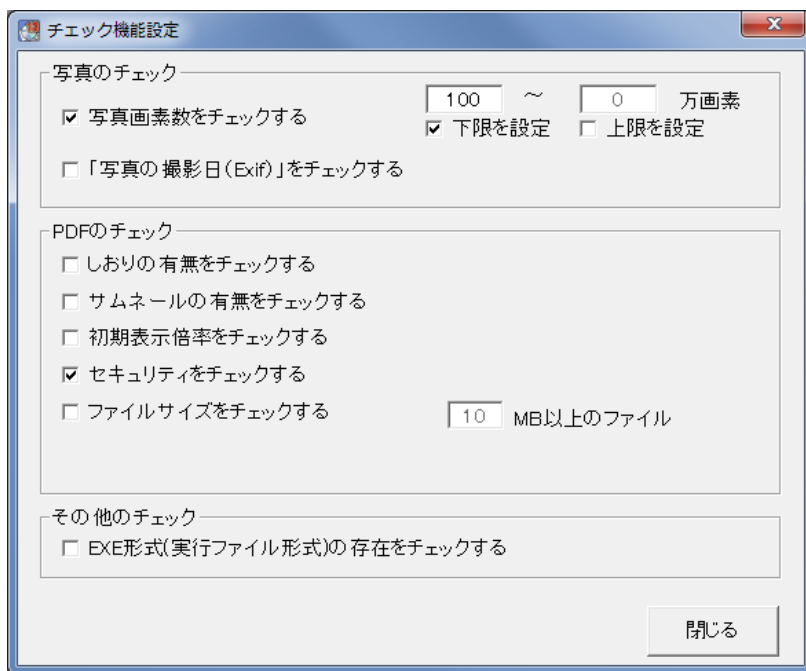 チェック機能設定
写真のチェック
写真画素数をチェックする
100 ～ 0 万画素
下限を設定 上限を設定
「写真の撮影日(Exif)」をチェックする
PDFのチェック
しおりの有無をチェックする
サムネールの有無をチェックする
初期表示倍率をチェックする
セキュリティをチェックする
ファイルサイズをチェックする 10 MB以上のファイル
その他のチェック
EXE形式(実行ファイル形式)の存在をチェックする
閉じる